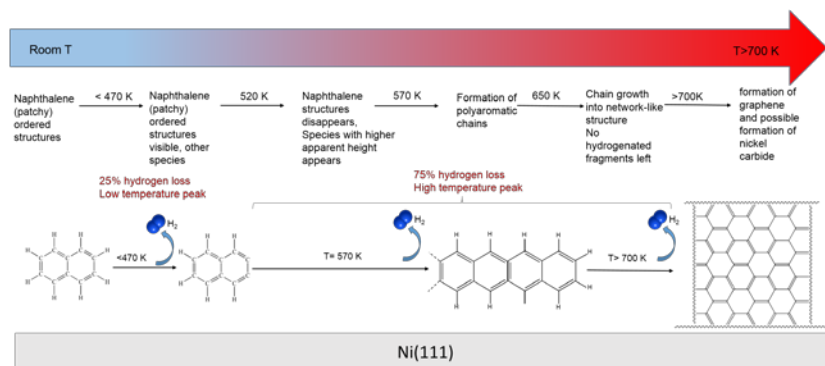 Room T
T>700 K
Naphthalene
(patchy)
ordered
structures
< 470 K
Naphthalene
(patchy)
ordered
structures
visible, other
species
520 K
Naphthalene
structures
disappears,
Species with higher
apparent height
appears
570 K
Formation of
polyaromatic
chains
650 K
Chain growth
into network-like
structure
No
hydrogenated
fragments left
>700K
formation of
graphene
and possible
formation of
nickel
carbide
25% hydrogen loss
Low temperature peak
75% hydrogen loss
High temperature peak
H₂
H₂
H₂
H
H
H
H
H
H
H
H
<470 K
H
H
H
H
H
H
T= 570 K
H
H
H
H
H
H
H
H
H
T> 700 K
Ni(111)